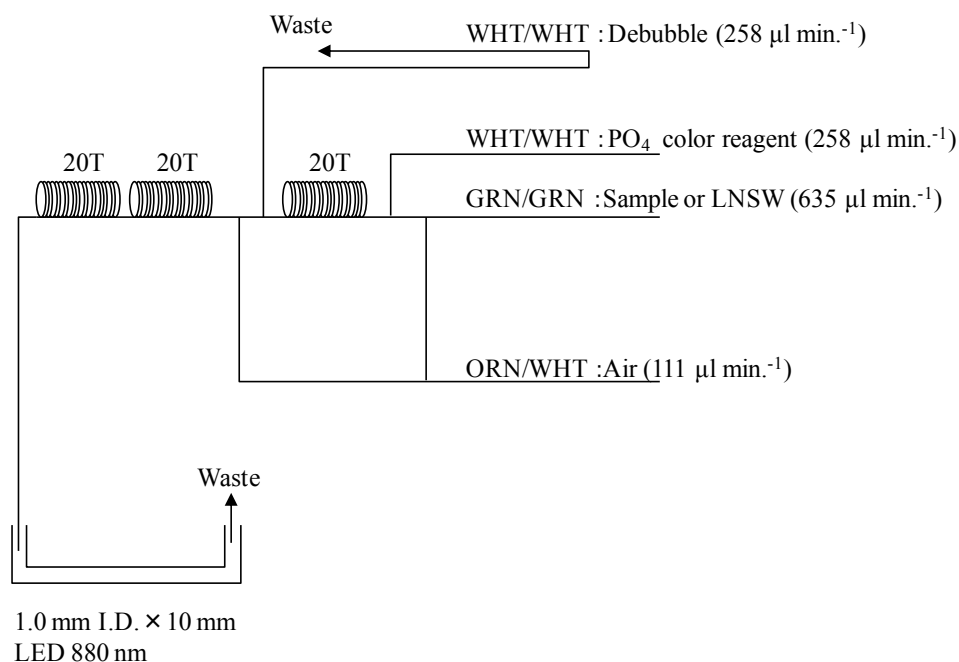 Waste
WHT/WHT : Debubble (258 µl min.⁻¹)
WHT/WHT : PO₄ color reagent (258 µl min.⁻¹)
20T 20T 20T
GRN/GRN : Sample or LNSW (635 µl min.⁻¹)
ORN/WHT : Air (111 µl min.⁻¹)
Waste
1.0 mm I.D. × 10 mm
LED 880 nm